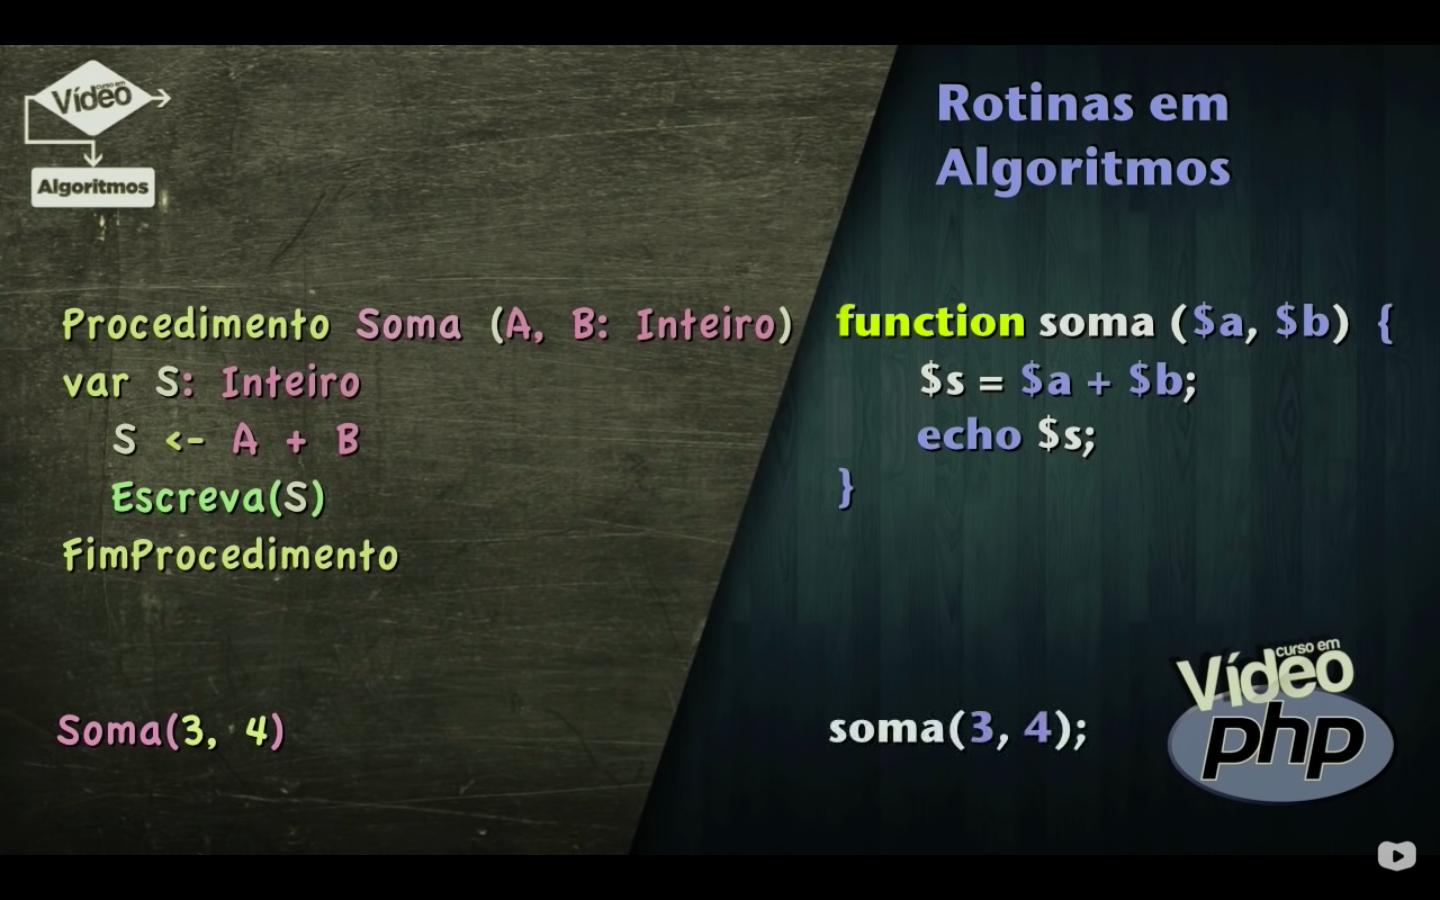 curso em
Vídeo
Algoritmos
Rotinas em
Algoritmos
Procedimento Soma (A, B: Inteiro)
var S: Inteiro
S <- A + B
Escreva(S)
FimProcedimento
Soma(3, 4)
function soma ($a, $b) {
$s = $a + $b;
echo $s;
}
soma(3, 4);
curso em
Vídeo
php